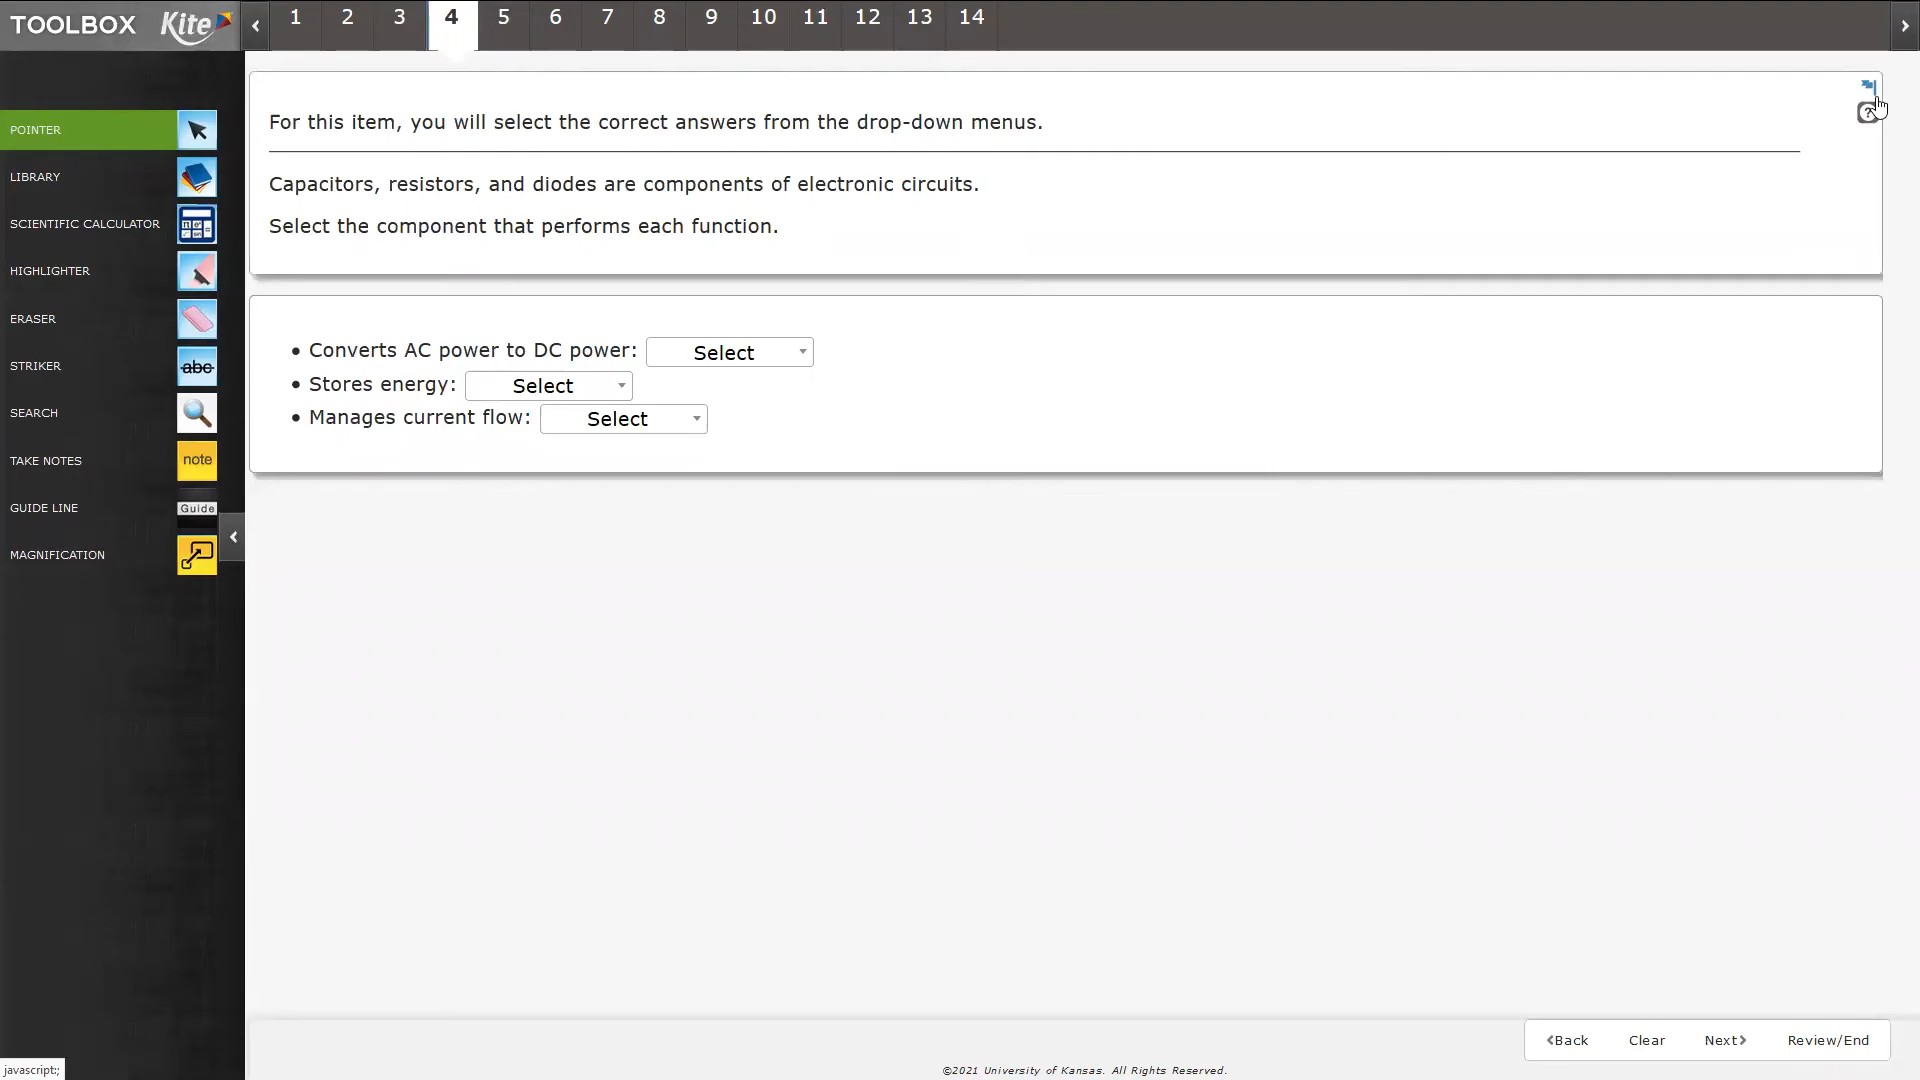 TOOLBOX Kite
1 2 3 4 5 6 7 8 9 10 11 12 13 14
POINTER
LIBRARY
SCIENTIFIC CALCULATOR
HIGHLIGHTER
ERASER
STRIKER
abc
SEARCH
TAKE NOTES
note
GUIDE LINE
Guide
MAGNIFICATION
?
For this item, you will select the correct answers from the drop-down menus.
Capacitors, resistors, and diodes are components of electronic circuits.
Select the component that performs each function.
• Converts AC power to DC power: Select
• Stores energy: Select
• Manages current flow: Select
Back Clear Next Review/End
©2021 University of Kansas. All Rights Reserved.
javascript:;